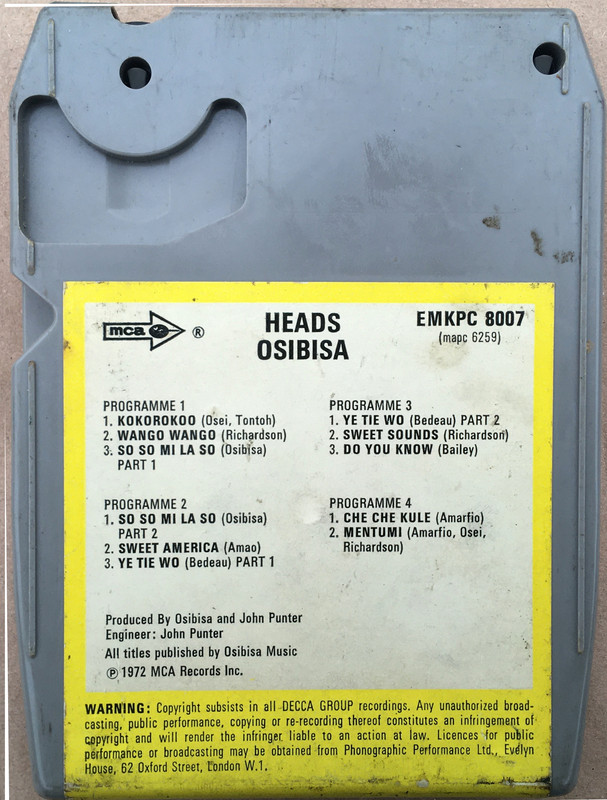 mca ®
HEADS
OSIBISA
EMKPC 8007
(mapc 6259)
PROGRAMME 1
1. KOKOROKOO (Osei, Tontoh)
2. WANGO WANGO (Richardson)
3. SO SO MI LA SO (Osibisa)
PART 1
PROGRAMME 2
1. SO SO MI LA SO (Osibisa)
PART 2
2. SWEET AMERICA (Amao)
3. YE TIE WO (Bedeau) PART 1
PROGRAMME 3
1. YE TIE WO (Bedeau) PART 2
2. SWEET SOUNDS (Richardson)
3. DO YOU KNOW (Bailey)
PROGRAMME 4
1. CHE CHE KULE (Amarfio)
2. MENTUMI (Amarfio, Osei,
Richardson)
Produced By Osibisa and John Punter
Engineer: John Punter
All titles published by Osibisa Music
℗ 1972 MCA Records Inc.
WARNING: Copyright subsists in all DECCA GROUP recordings. Any unauthorized broad-
casting, public performance, copying or re-recording thereof constitutes an infringement of
copyright and will render the infringer liable to an action at law. Licences for public
performance or broadcasting may be obtained from Phonographic Performance Ltd., Evelyn
House, 62 Oxford Street, London W.1.